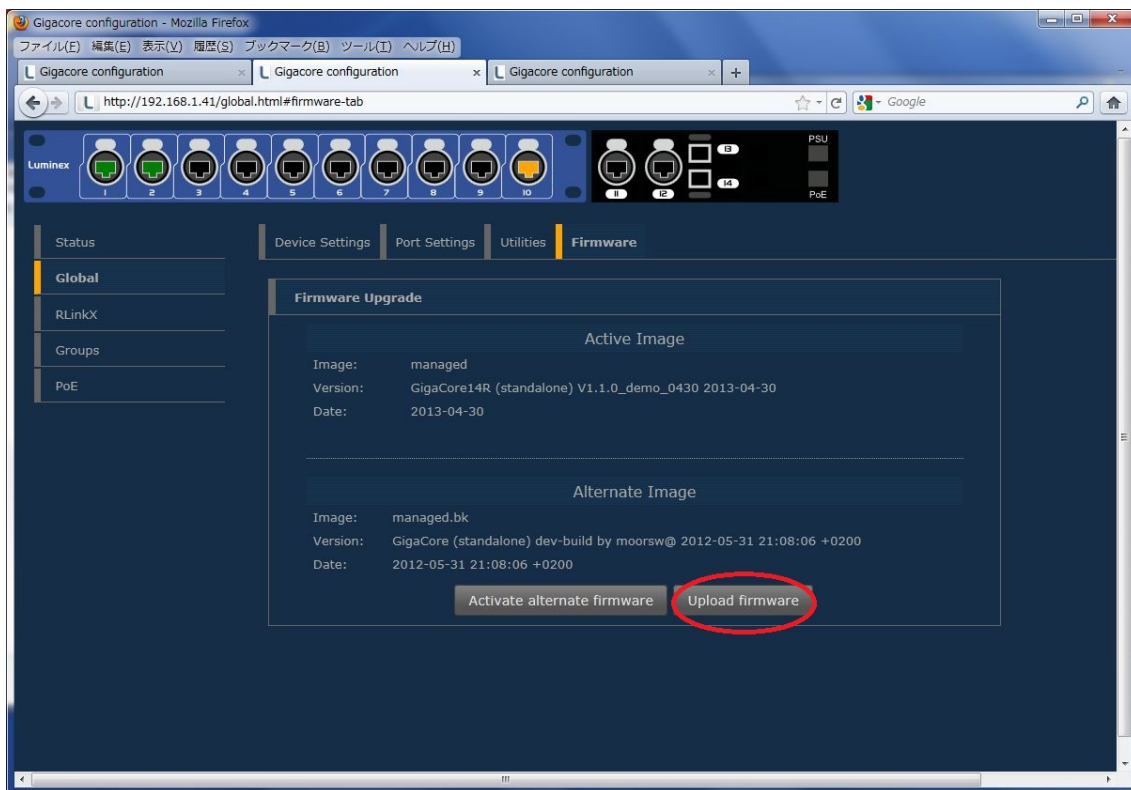 Gigacore configuration - Mozilla Firefox
ファイル(F) 編集(E) 表示(V) 履歴(S) ブックマーク(B) ツール(T) ヘルプ(H)
Gigacore configuration × Gigacore configuration × Gigacore configuration × +
http://192.168.1.41/global.html#firmware-tab Google
Luminex 1 2 3 4 5 6 7 8 9 10 11 12 13 14 PSU PoE
Status
Global
RLinkX
Groups
PoE
Device Settings Port Settings Utilities Firmware
Firmware Upgrade
Active Image
Image: managed
Version: GigaCore14R (standalone) V1.1.0_demo_0430 2013-04-30
Date: 2013-04-30
Alternate Image
Image: managed.bk
Version: GigaCore (standalone) dev-build by moorsw@ 2012-05-31 21:08:06 +0200
Date: 2012-05-31 21:08:06 +0200
Activate alternate firmware Upload firmware